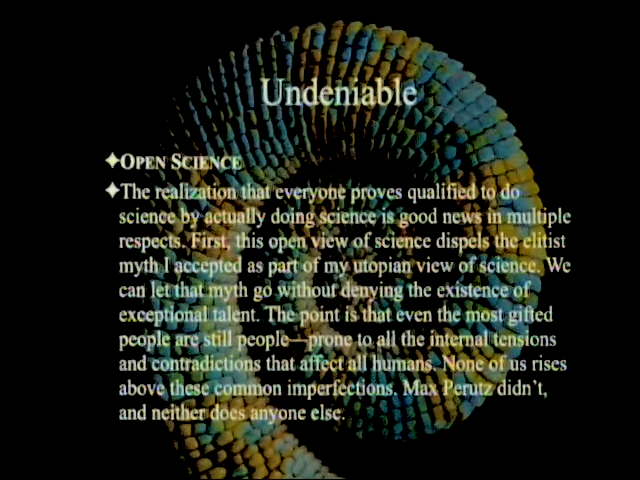 Undeniable
✦OPEN SCIENCE
✦The realization that everyone proves qualified to do
science by actually doing science is good news in multiple
respects. First, this open view of science dispels the elitist
myth I accepted as part of my utopian view of science. We
can let that myth go without denying the existence of
exceptional talent. The point is that even the most gifted
people are still people—prone to all the internal tensions
and contradictions that affect all humans. None of us rises
above these common imperfections. Max Perutz didn't,
and neither does anyone else.